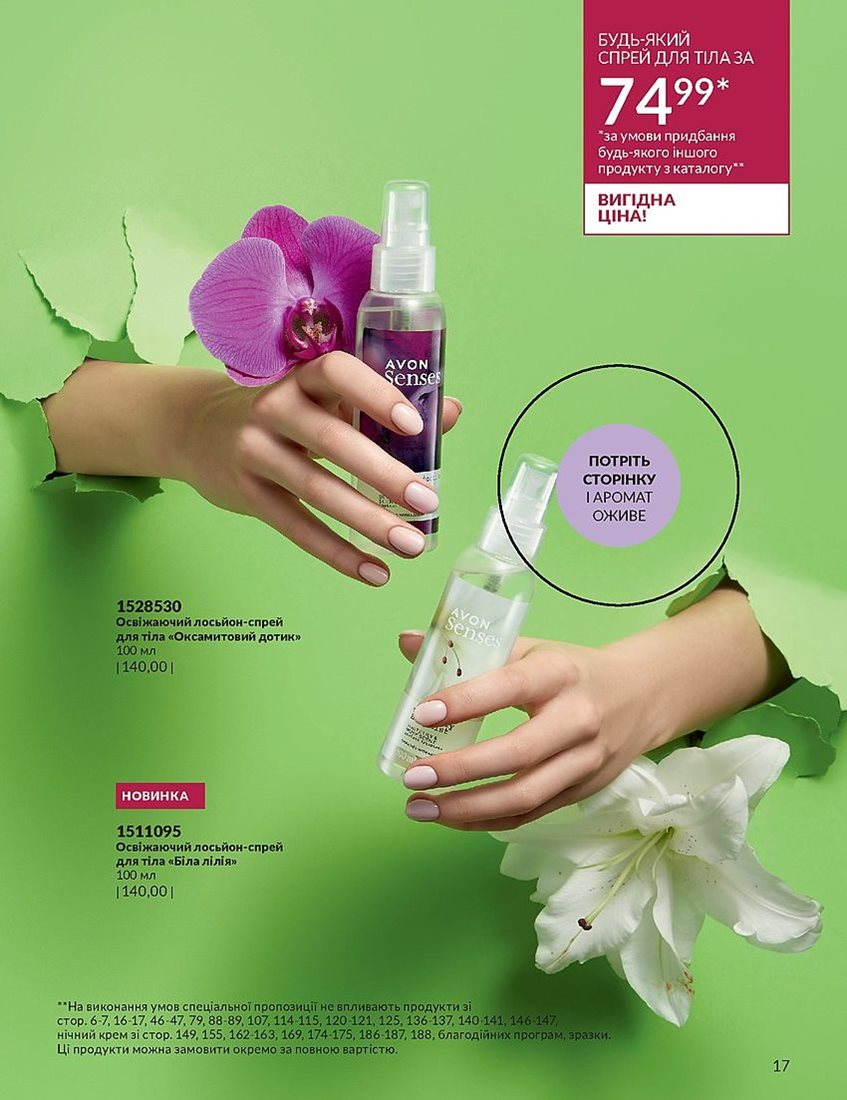 БУДЬ-ЯКИЙ
СПРЕЙ ДЛЯ ТІЛА ЗА
74⁹⁹*
*за умови придбання
будь-якого іншого
продукту з каталогу**
ВИГІДНА
ЦІНА!
AVON
Senses
ПОТРІТЬ
СТОРІНКУ
І АРОМАТ
ОЖИВЕ
1528530
Освіжаючий лосьйон-спрей
для тіла «Оксамитовий дотик»
100 мл
|140,00|
AVON
senses
НОВИНКА
1511095
Освіжаючий лосьйон-спрей
для тіла «Біла лілія»
100 мл
|140,00|
**На виконання умов спеціальної пропозиції не впливають продукти зі
стор. 6-7, 16-17, 46-47, 79, 88-89, 107, 114-115, 120-121, 125, 136-137, 140-141, 146-147,
нічний крем зі стор. 149, 155, 162-163, 169, 174-175, 186-187, 188, благодійних програм, зразки.
Ці продукти можна замовити окремо за повною вартістю.
17